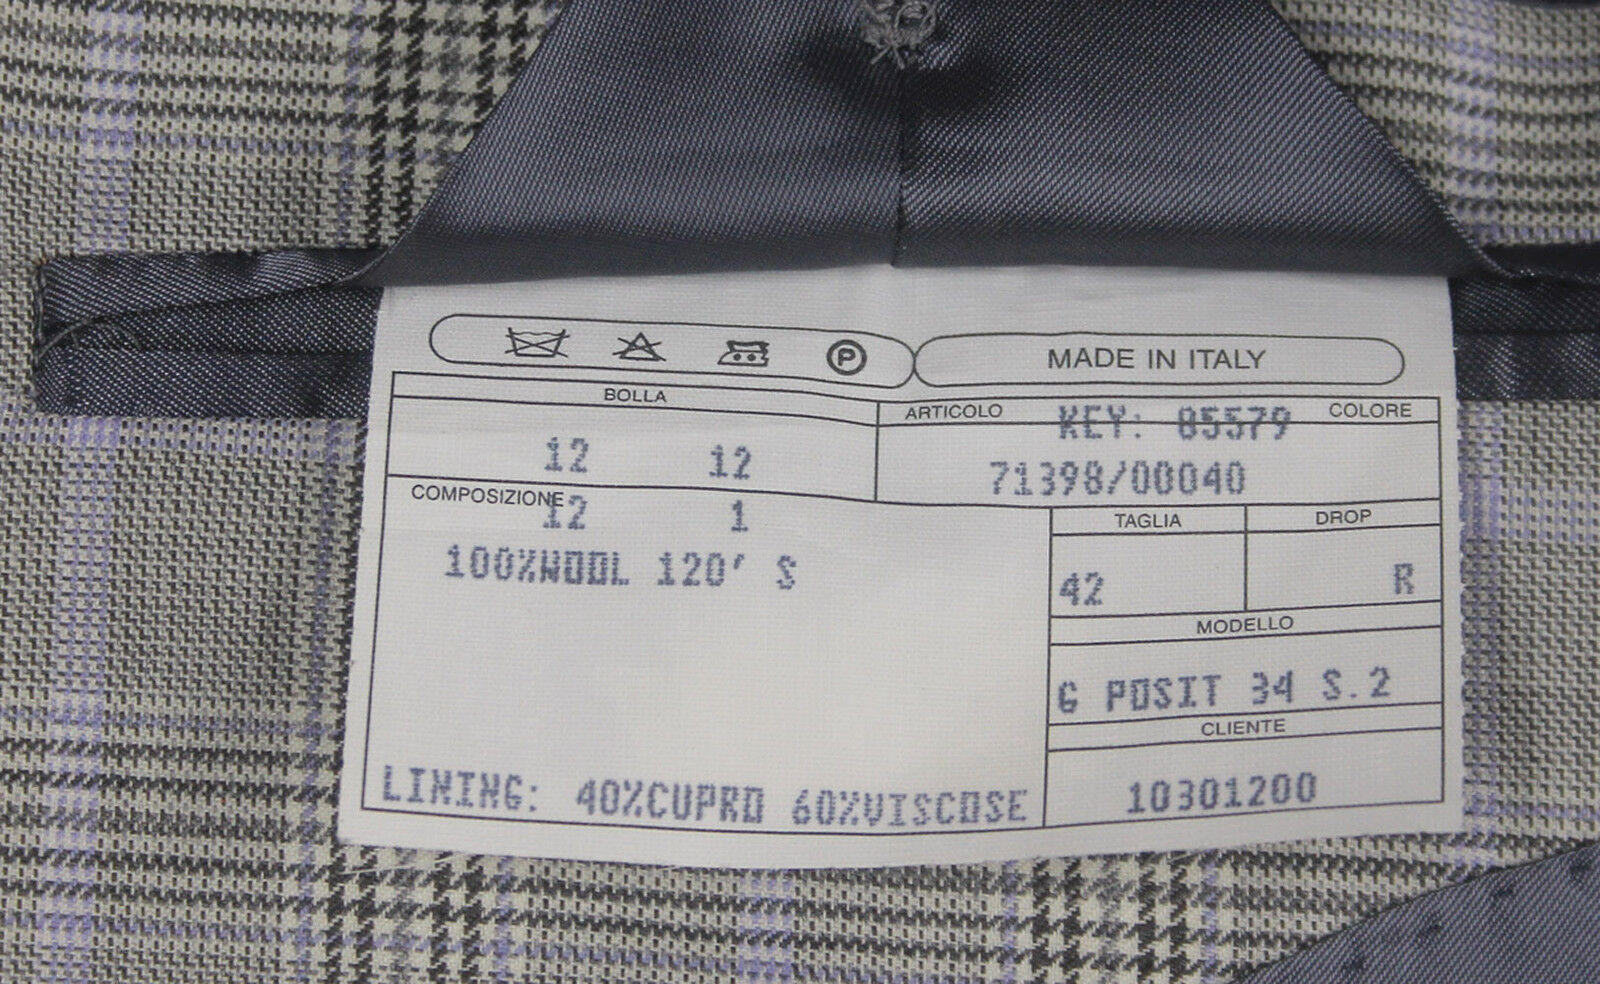 P MADE IN ITALY
BOLLA
ARTICOLO KEY: 85579 COLORE
12 12
71398/00040
COMPOSIZIONE
12 1
TAGLIA DROP
100%WOOL 120' S
42 R
MODELLO
G POSIT 34 S.2
CLIENTE
LINING: 40%CUPRO 60%VISCOSE
10301200